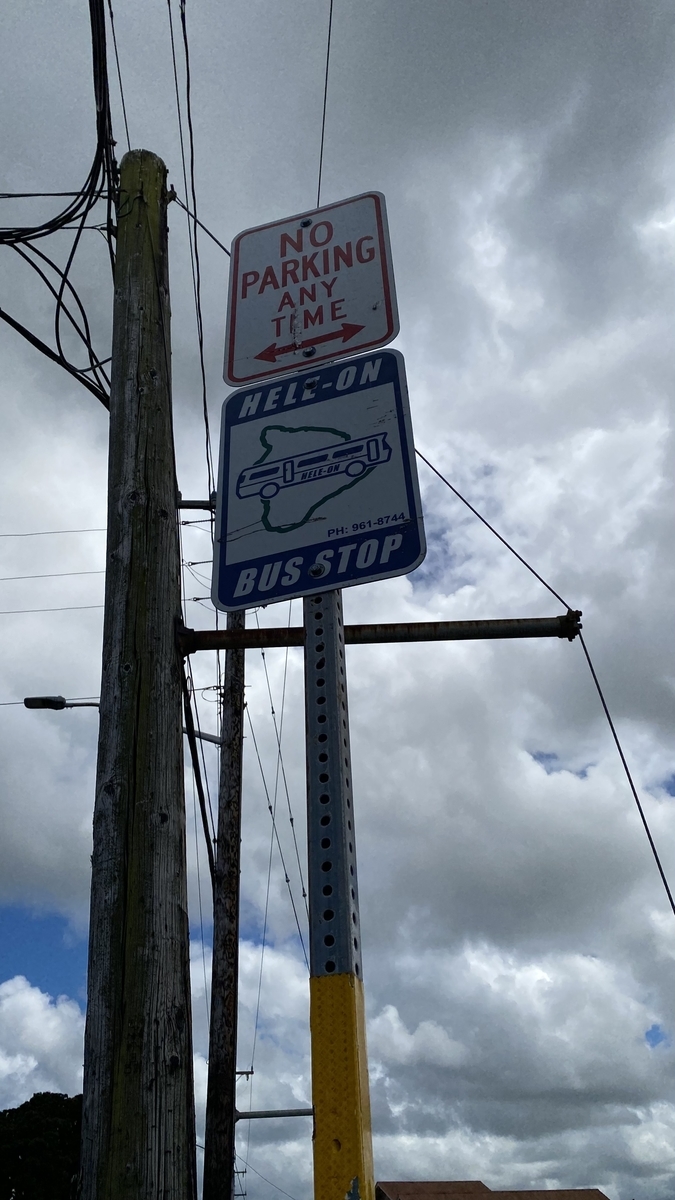 NO
PARKING
ANY
TIME
HELE-ON
HELE-ON
PH: 961-8744
BUS STOP